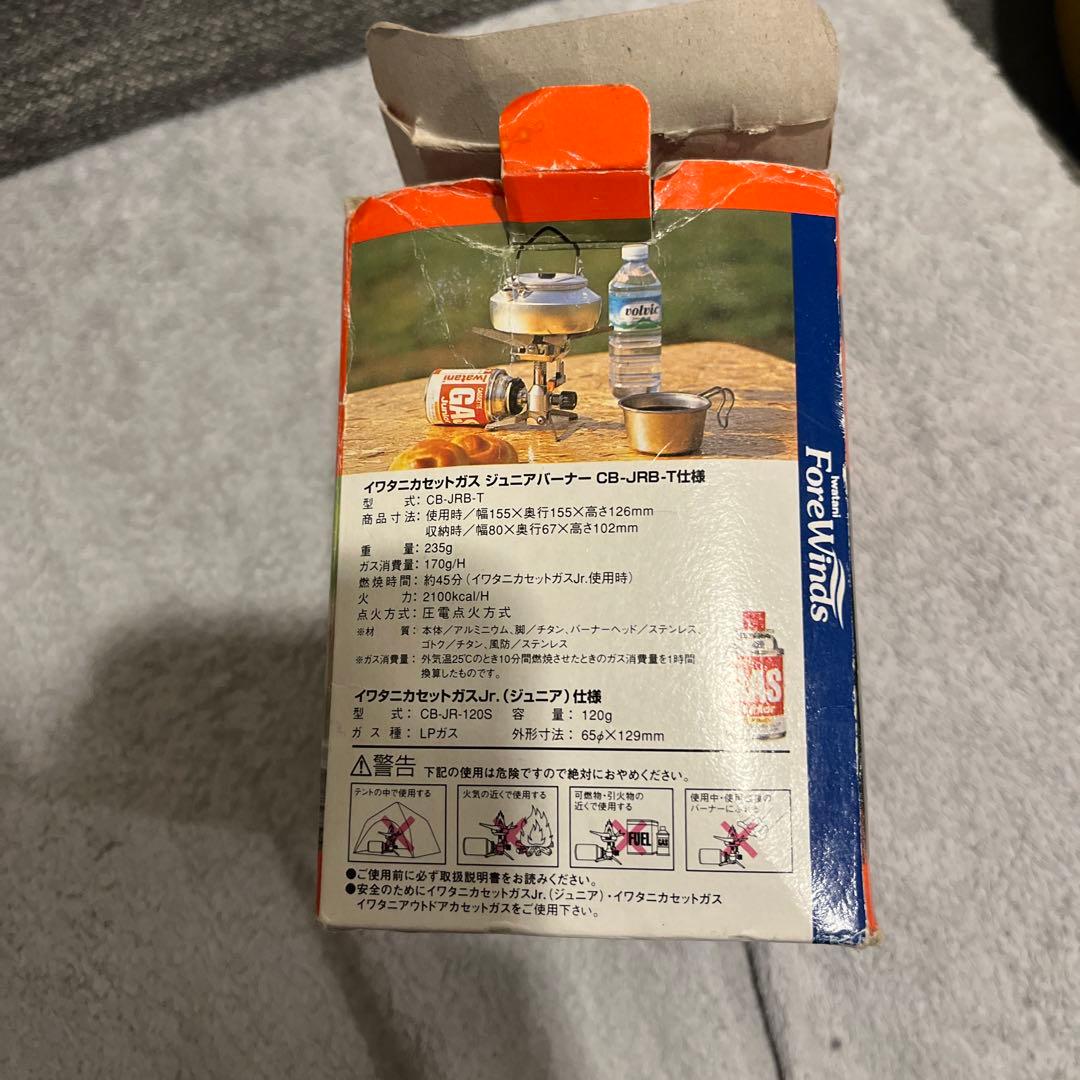 volvic
Iwatani
CASSETTE
GAS
Junior
イワタニカセットガス ジュニアバーナー CB-JRB-T仕様
型 式：CB-JRB-T
商品寸法：使用時／幅155×奥行155×高さ126mm
収納時／幅80×奥行67×高さ102mm
重 量：235g
ガス消費量：170g/H
燃焼時間：約45分（イワタニカセットガスJr.使用時）
火 力：2100kcal/H
点火方式：圧電点火方式
※材 質：本体／アルミニウム、脚／チタン、バーナーヘッド／ステンレス、
ゴトク／チタン、風防／ステンレス
※ガス消費量：外気温25℃のとき10分間燃焼させたときのガス消費量を1時間
換算したものです。
イワタニカセットガスJr.（ジュニア）仕様
型 式：CB-JR-120S 容 量：120g
ガス種：LPガス 外形寸法：65φ×129mm
⚠警告 下記の使用は危険ですので絶対におやめください。
テントの中で使用する
火気の近くで使用する
可燃物・引火物の
近くで使用する
FUEL
GAS
使用中・使用
バーナーに
●ご使用前に必ず取扱説明書をお読みください。
●安全のためにイワタニカセットガスJr.（ジュニア）・イワタニカセットガス
イワタニアウトドアカセットガスをご使用下さい。
Iwatani
ForeWinds